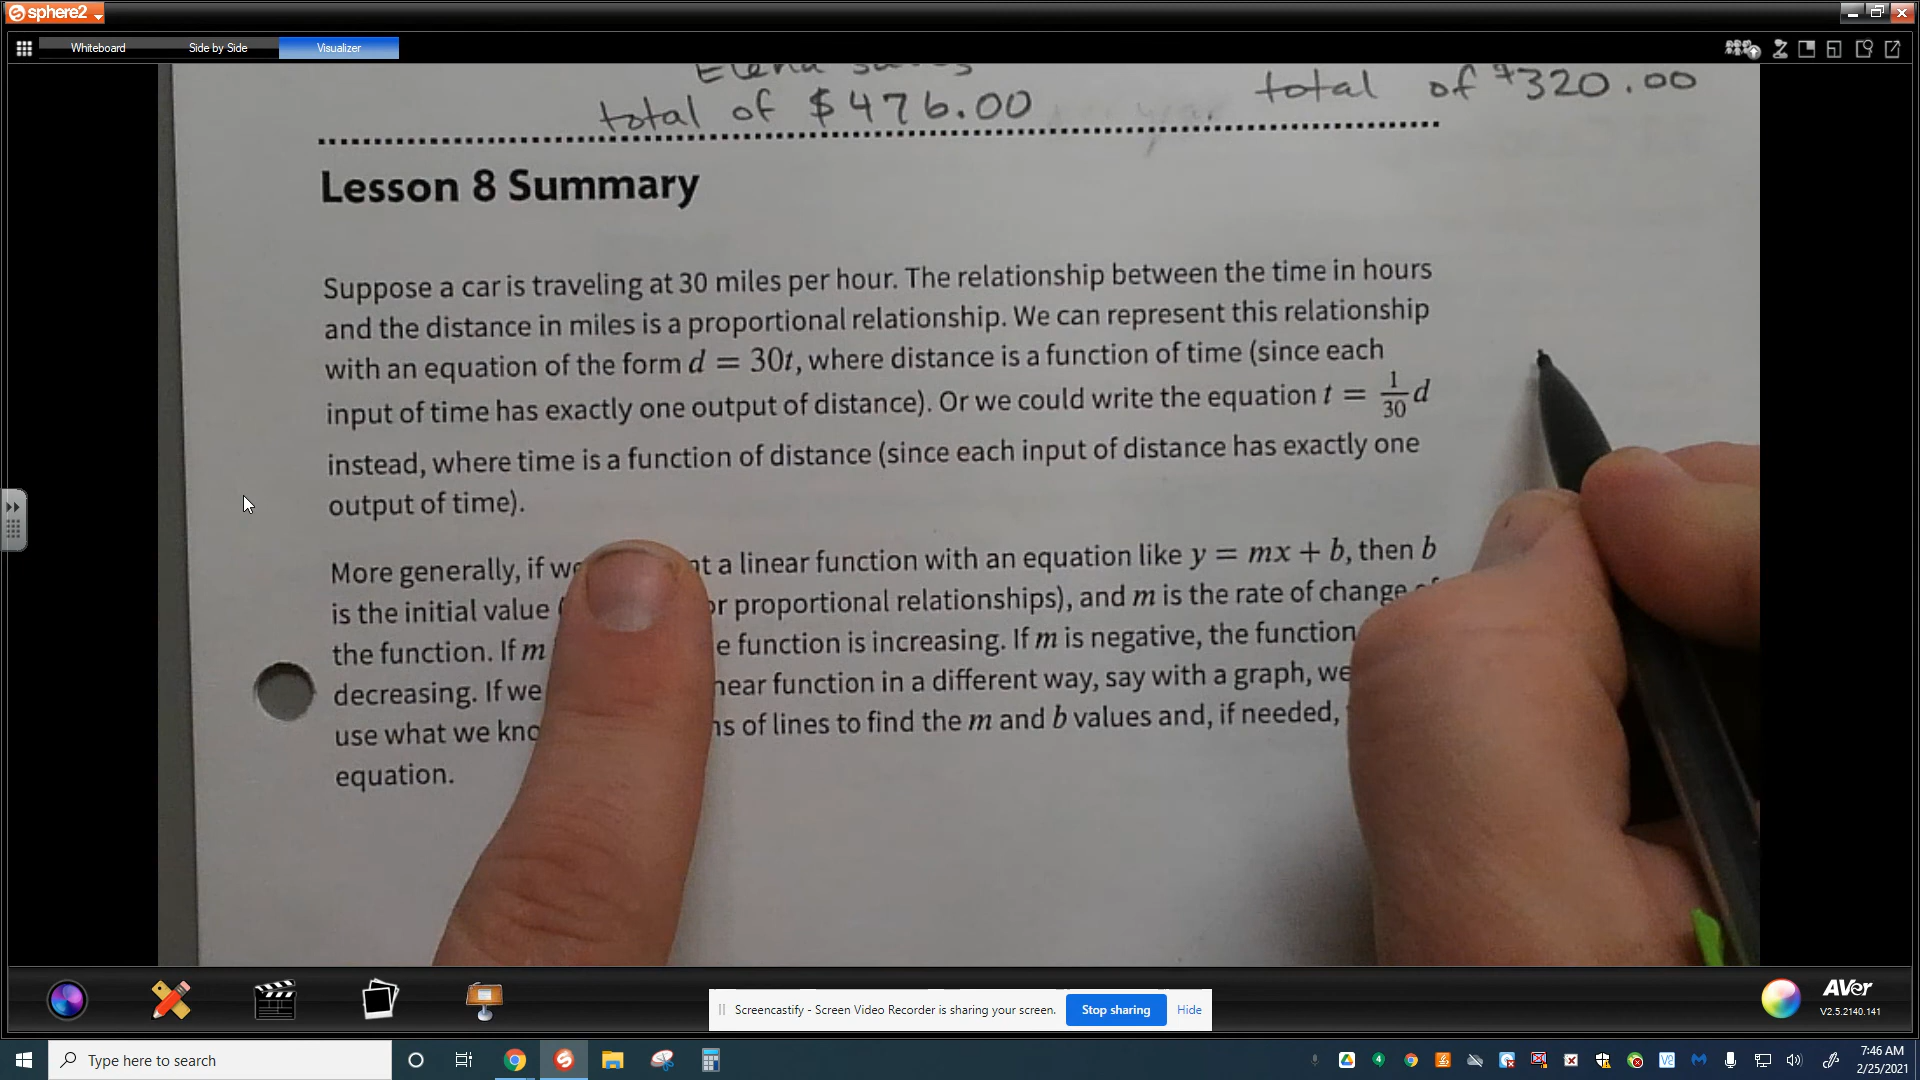 sphere2
Whiteboard Side by Side Visualizer
total of $476.00
total of $320.00
Lesson 8 Summary
Suppose a car is traveling at 30 miles per hour. The relationship between the time in hours
and the distance in miles is a proportional relationship. We can represent this relationship
with an equation of the form d = 30t, where distance is a function of time (since each
input of time has exactly one output of distance). Or we could write the equation t = 1/30 d
instead, where time is a function of distance (since each input of distance has exactly one
output of time).
More generally, if we a linear function with an equation like y = mx + b, then b
is the initial value ( or proportional relationships), and m is the rate of change
the function. If m function is increasing. If m is negative, the function
decreasing. If we function in a different way, say with a graph, we
use what we of lines to find the m and b values and, if needed,
equation.
Screencastify - Screen Video Recorder is sharing your screen. Stop sharing Hide
AVer
V2.5.2140.141
Type here to search
7:46 AM
2/25/2021